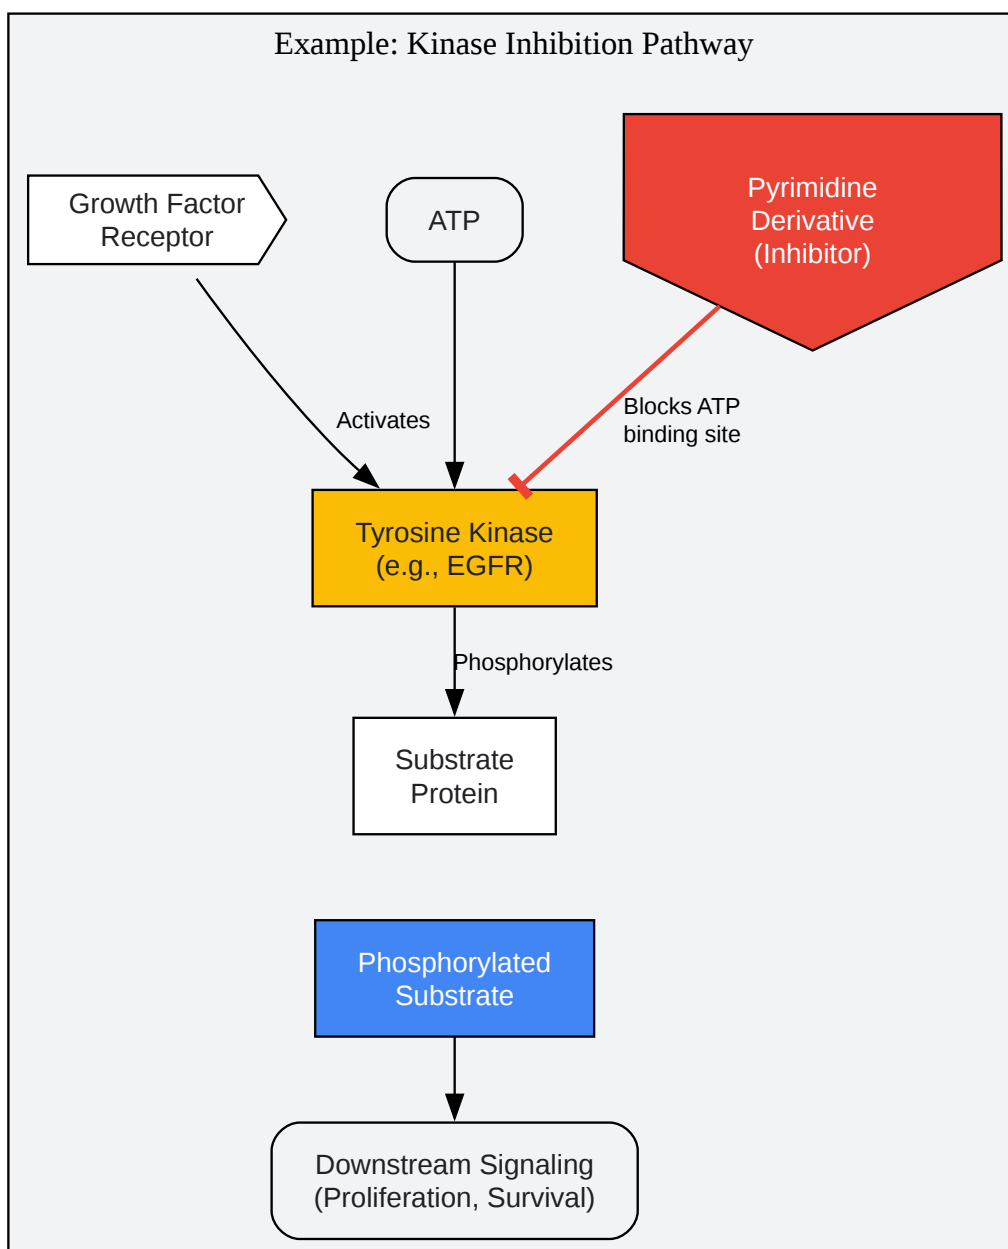 Example: Kinase Inhibition Pathway
Growth Factor
Receptor
ATP
Pyrimidine
Derivative
(Inhibitor)
Activates
Blocks ATP
binding site
Tyrosine Kinase
(e.g., EGFR)
Phosphorylates
Substrate
Protein
Phosphorylated
Substrate
Downstream Signaling
(Proliferation, Survival)